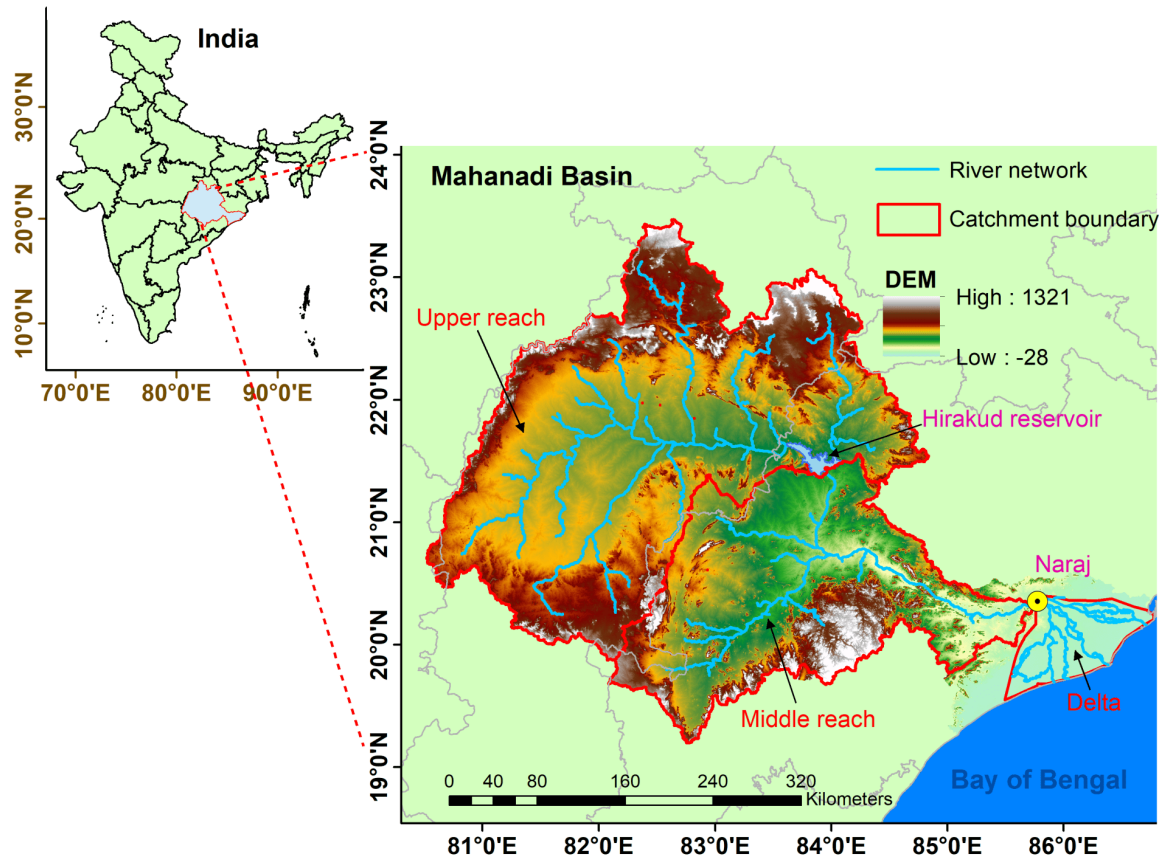 India
30°0'N
20°0'N
10°0'N
70°0'E 80°0'E 90°0'E
Mahanadi Basin
River network
Catchment boundary
DEM
High : 1321
Low : -28
Upper reach
Hirakud reservoir
Naraj
Middle reach
Delta
Bay of Bengal
24°0'N
23°0'N
22°0'N
21°0'N
20°0'N
19°0'N
0 40 80 160 240 320
Kilometers
81°0'E 82°0'E 83°0'E 84°0'E 85°0'E 86°0'E